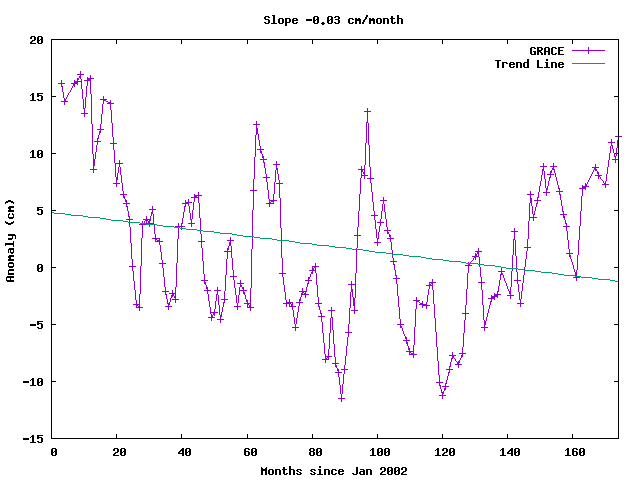 Slope -0.03 cm/month
20
15
10
5
0
-5
-10
-15
Anomaly (cm)
GRACE
Trend Line
0 20 40 60 80 100 120 140 160
Months since Jan 2002